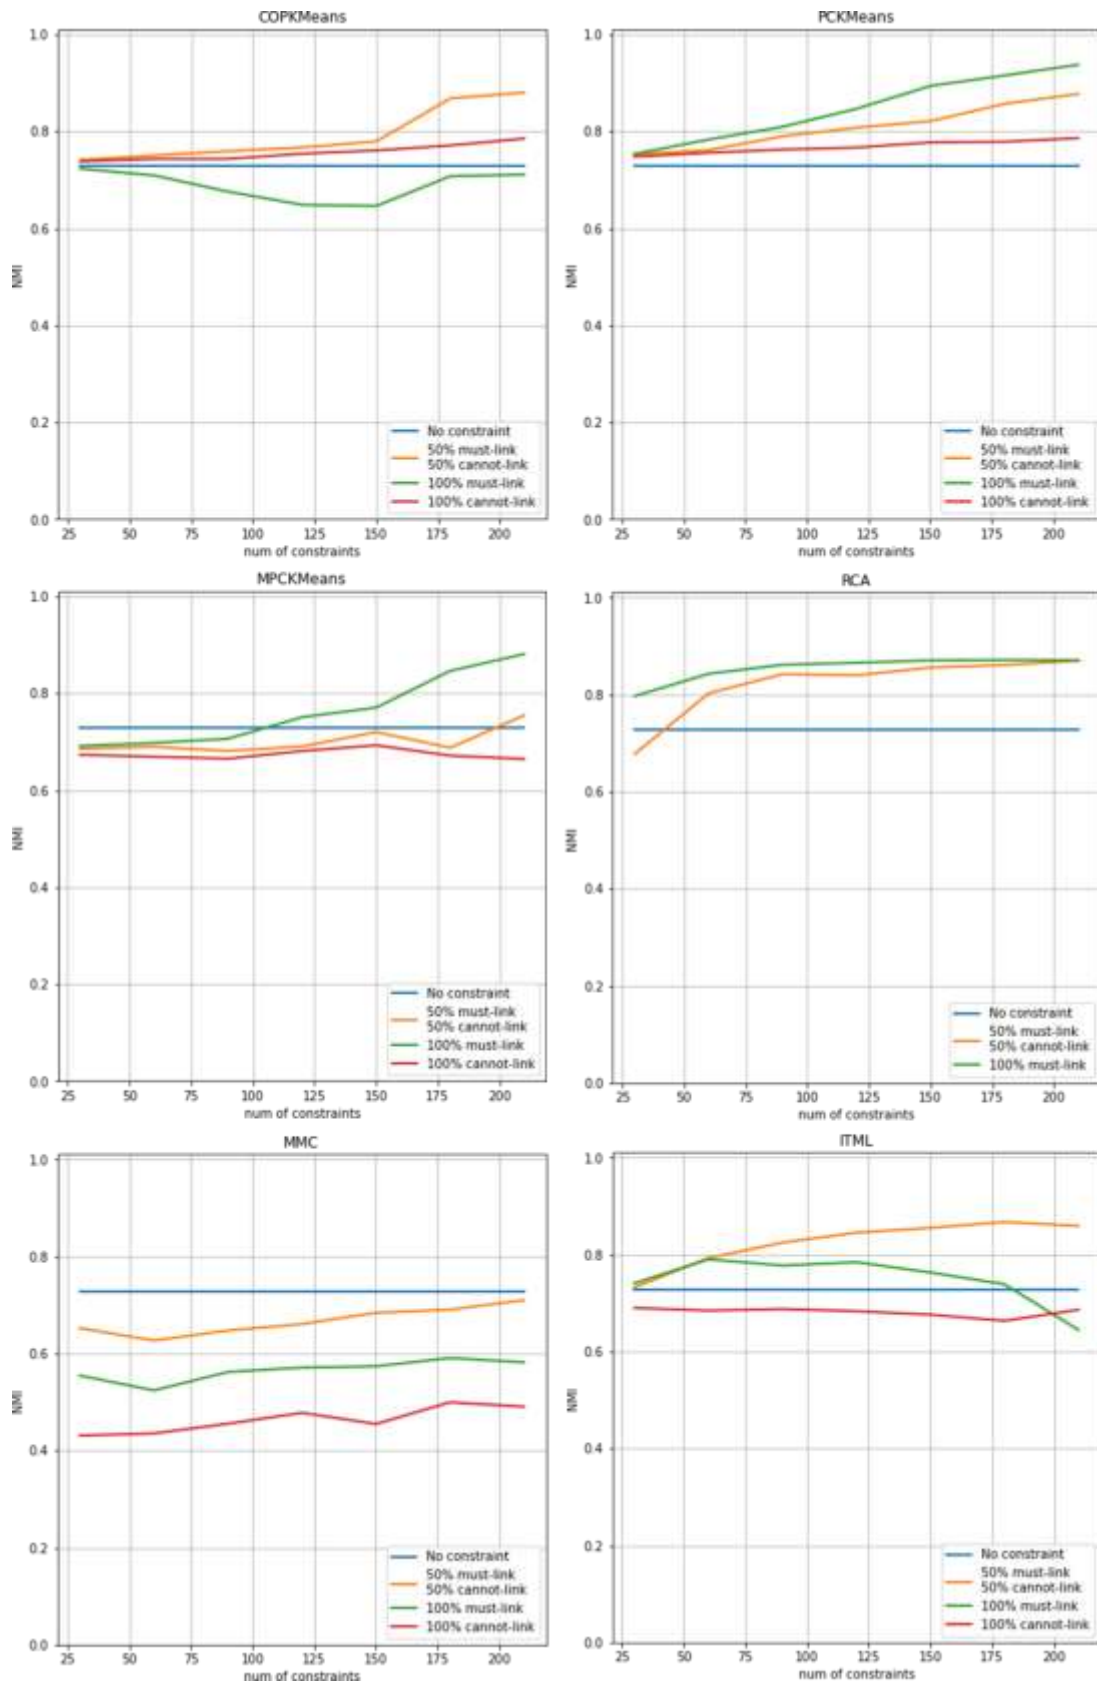 COPKMeans
1.0
0.8
0.6
0.4
0.2
0.0
NMI
No constraint
50% must-link
50% cannot-link
100% must-link
100% cannot-link
25 50 75 100 125 150 175 200
num of constraints
PCKMeans
1.0
0.8
0.6
0.4
0.2
0.0
NMI
No constraint
50% must-link
50% cannot-link
100% must-link
100% cannot-link
25 50 75 100 125 150 175 200
num of constraints
MPCKMeans
1.0
0.8
0.6
0.4
0.2
0.0
NMI
No constraint
50% must-link
50% cannot-link
100% must-link
100% cannot-link
25 50 75 100 125 150 175 200
num of constraints
RCA
1.0
0.8
0.6
0.4
0.2
0.0
NMI
No constraint
50% must-link
50% cannot-link
100% must-link
25 50 75 100 125 150 175 200
num of constraints
MMC
1.0
0.8
0.6
0.4
0.2
0.0
NMI
No constraint
50% must-link
50% cannot-link
100% must-link
100% cannot-link
25 50 75 100 125 150 175 200
num of constraints
ITML
1.0
0.8
0.6
0.4
0.2
0.0
NMI
No constraint
50% must-link
50% cannot-link
100% must-link
100% cannot-link
25 50 75 100 125 150 175 200
num of constraints